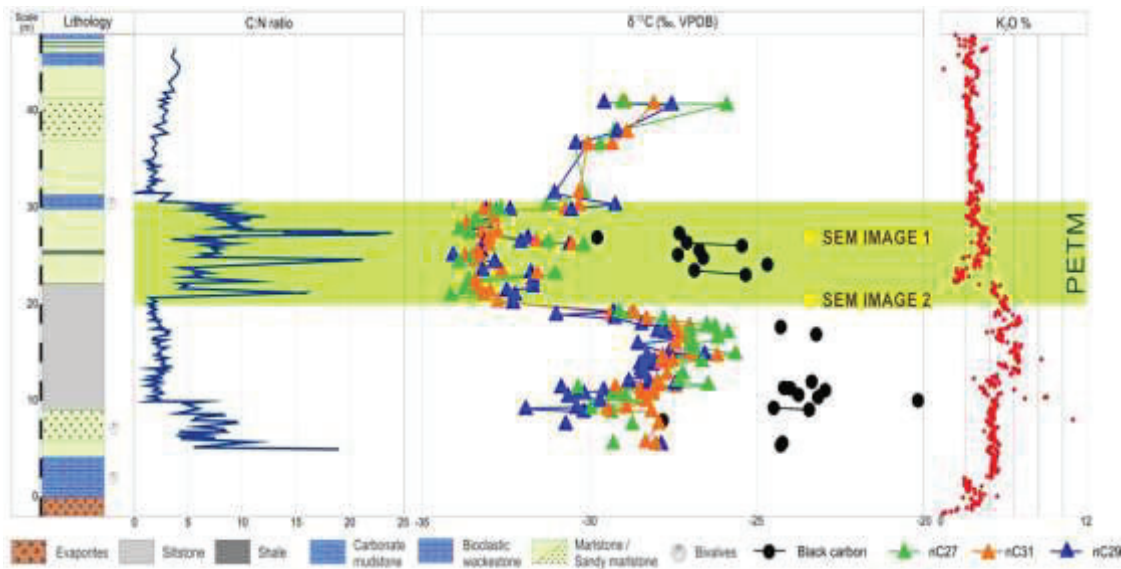 Scale (m)
Lithology
C:N ratio
δ ¹³C (‰, VPDB)
K₂O %
40
30
20
10
0
SEM IMAGE 1
SEM IMAGE 2
PETM
0 5 10 15 20 25
-35 -30 -25 -20
12
Evaporites
Siltstone
Shale
Carbonate mudstone
Bioclastic wackestone
Marlstone / Sandy marlstone
Bivalves
Black carbon
nC27
nC31
nC29